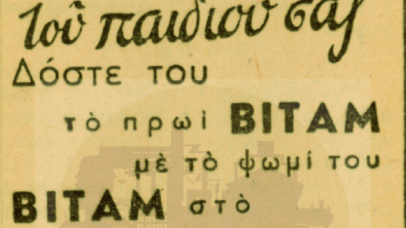 τοῦ παιδιοῦ σας
Δόστε του
τὸ πρωὶ ΒΙΤΑΜ
μὲ τὸ ψωμί του
ΒΙΤΑΜ στὸ